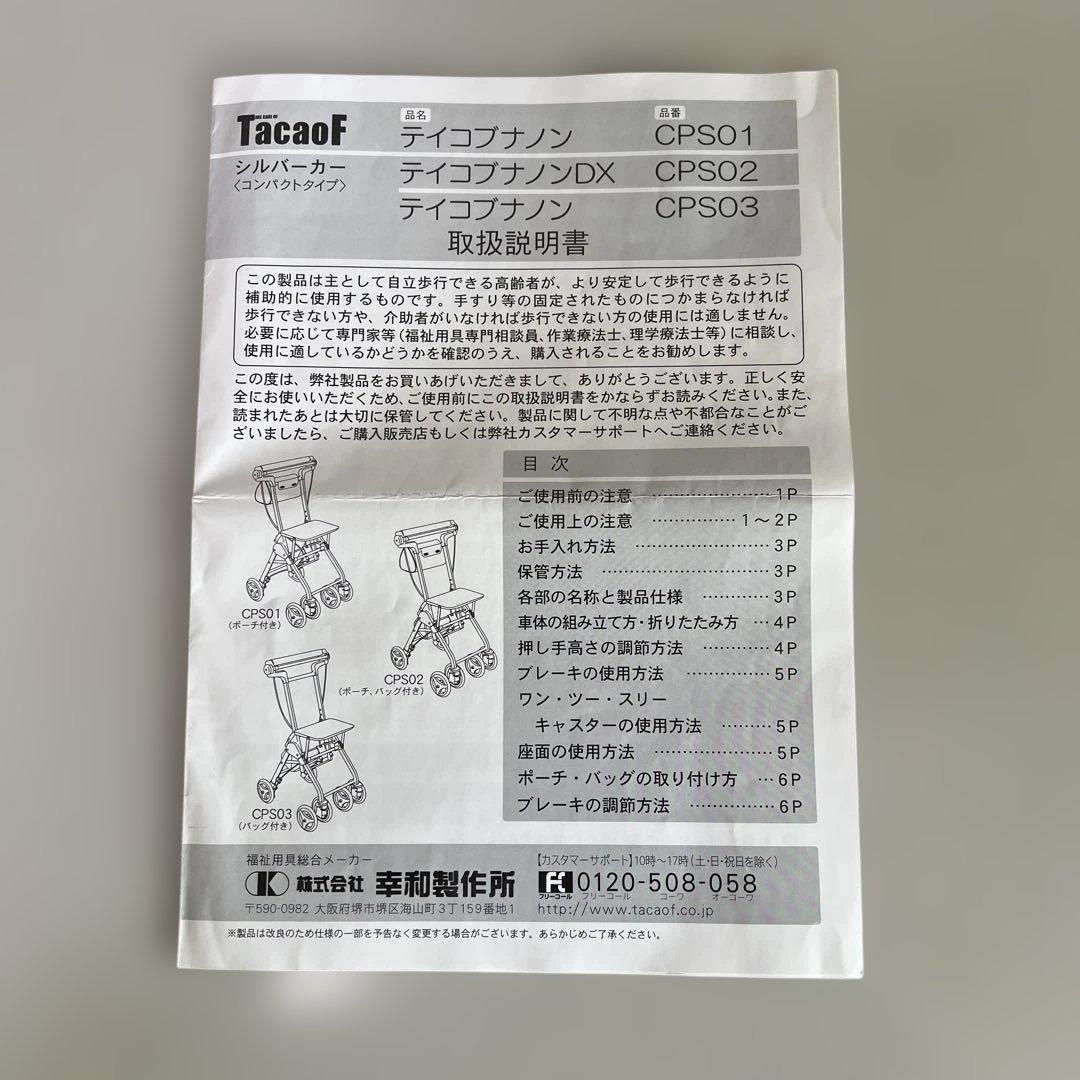 TAKE CARE OF
TacaoF
シルバーカー
〈コンパクトタイプ〉
品名 品番
テイコブナノン CPS01
テイコブナノンDX CPS02
テイコブナノン CPS03
取扱説明書
この製品は主として自立歩行できる高齢者が、より安定して歩行できるように
補助的に使用するものです。手すり等の固定されたものにつかまらなければ
歩行できない方や、介助者がいなければ歩行できない方の使用には適しません。
必要に応じて専門家等（福祉用具専門相談員、作業療法士、理学療法士等）に相談し、
使用に適しているかどうかを確認のうえ、購入されることをお勧めします。
この度は、弊社製品をお買いあげいただきまして、ありがとうございます。正しく安
全にお使いいただくため、ご使用前にこの取扱説明書をかならずお読みください。また、
読まれたあとは大切に保管してください。製品に関して不明な点や不都合なことがご
ざいましたら、ご購入販売店もしくは弊社カスタマーサポートへご連絡ください。
CPS01
（ポーチ付き）
CPS02
（ポーチ、バッグ付き）
CPS03
（バッグ付き）
目 次
ご使用前の注意 …………………1P
ご使用上の注意 ……………1～2P
お手入れ方法 ……………………3P
保管方法 …………………………3P
各部の名称と製品仕様 …………3P
車体の組み立て方・折りたたみ方 …4P
押し手高さの調節方法 …………4P
ブレーキの使用方法 ……………5P
ワン・ツー・スリー
キャスターの使用方法 ………5P
座面の使用方法 …………………5P
ポーチ・バッグの取り付け方 …6P
ブレーキの調節方法 ……………6P
福祉用具総合メーカー
株式会社 幸和製作所
〒590-0982 大阪府堺市堺区海山町3丁159番地1
【カスタマーサポート】10時～17時（土・日・祝日を除く）
フリーコール 0120-508-058
フリーコール コーワ オーコーワ
http://www.tacaof.co.jp
※製品は改良のため仕様の一部を予告なく変更する場合がございます。あらかじめご了承ください。